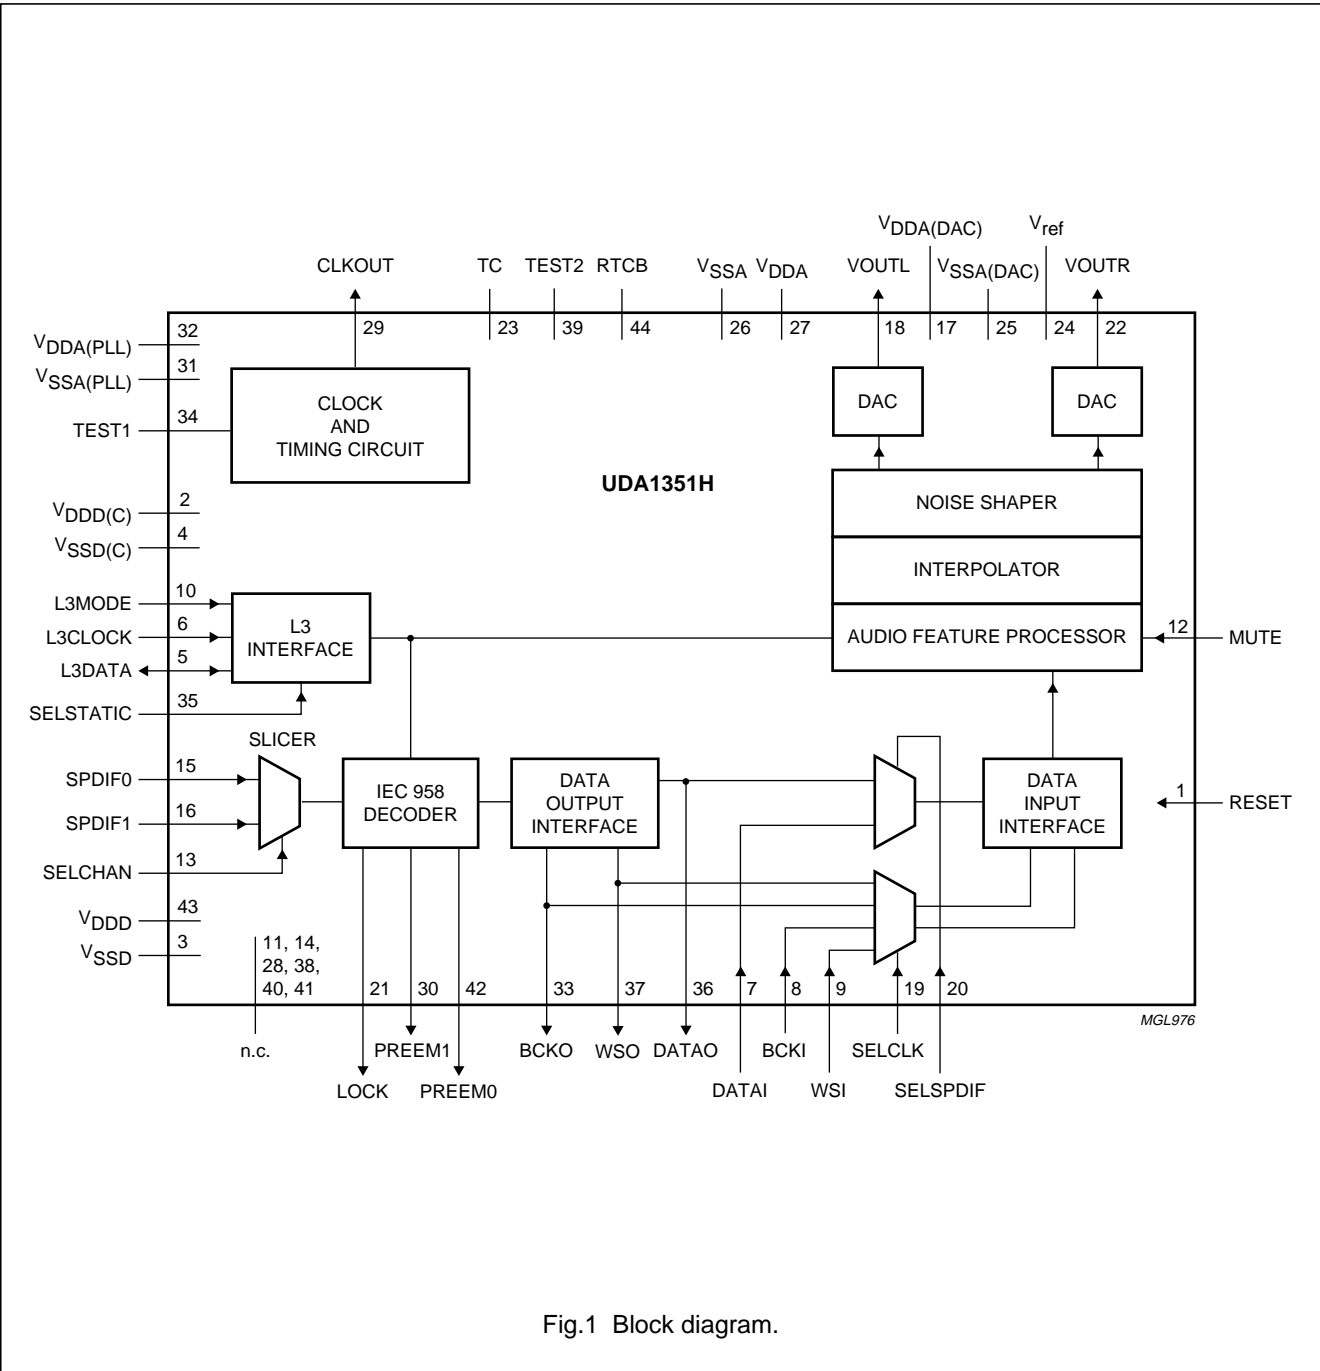 VDDA(DAC)
Vref
CLKOUT
TC
TEST2
RTCB
VSSA
VDDA
VOUTL
VSSA(DAC)
VOUTR
29
23
39
44
26
27
18
17
25
24
22
VDDA(PLL)
32
VSSA(PLL)
31
TEST1
34
CLOCK
AND
TIMING CIRCUIT
DAC
DAC
UDA1351H
VDDD(C)
2
VSSD(C)
4
NOISE SHAPER
INTERPOLATOR
AUDIO FEATURE PROCESSOR
12
MUTE
L3MODE
10
L3CLOCK
6
L3DATA
5
L3
INTERFACE
SELSTATIC
35
SLICER
SPDIF0
15
SPDIF1
16
SELCHAN
13
IEC 958
DECODER
DATA
OUTPUT
INTERFACE
DATA
INPUT
INTERFACE
1
RESET
VDDD
43
VSSD
3
11, 14,
28, 38,
40, 41
21
30
42
33
37
36
7
8
9
19
20
MGL976
n.c.
PREEM1
BCKO
WSO
DATAO
BCKI
SELCLK
LOCK
PREEM0
DATAI
WSI
SELSPDIF
Fig.1 Block diagram.